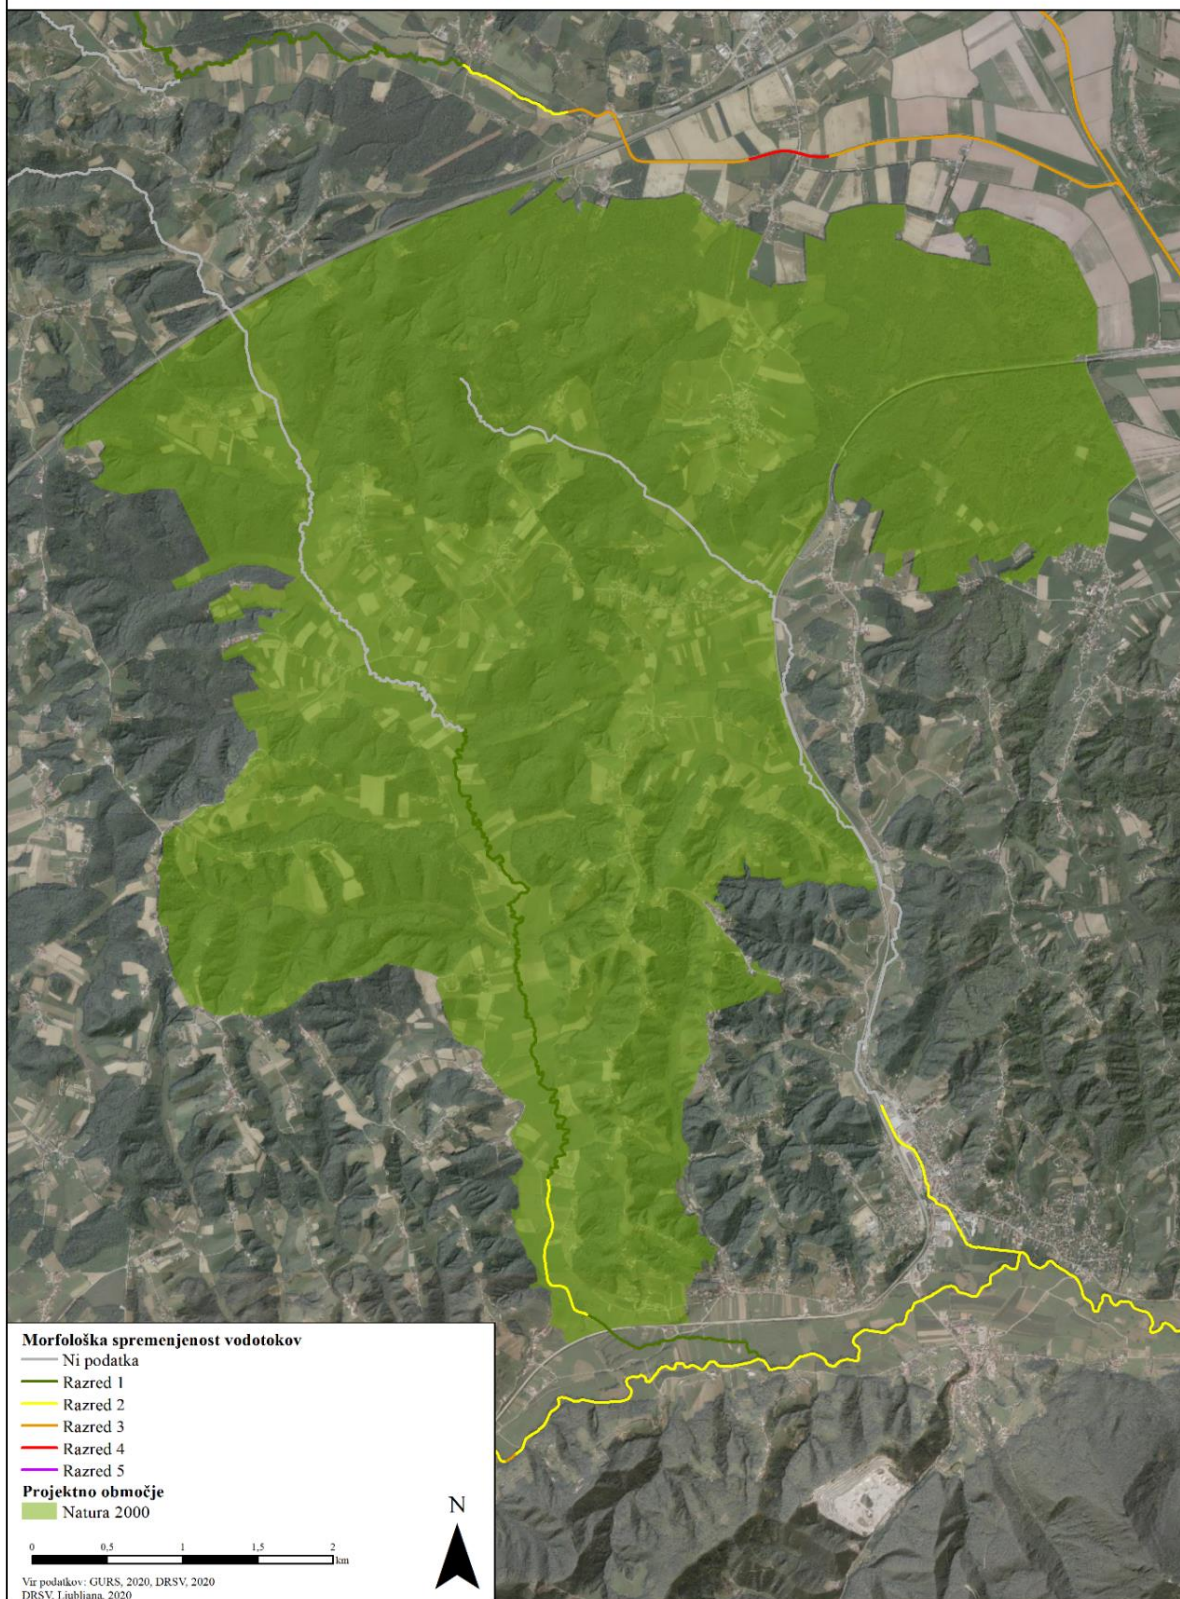 Morfološka spremenjenost vodotokov
Ni podatka
Razred 1
Razred 2
Razred 3
Razred 4
Razred 5
Projektno območje
Natura 2000
N
0 0,5 1 1,5 2
km
Vir podatkov: GURS, 2020, DRSV, 2020
DRSV, Ljubljana, 2020